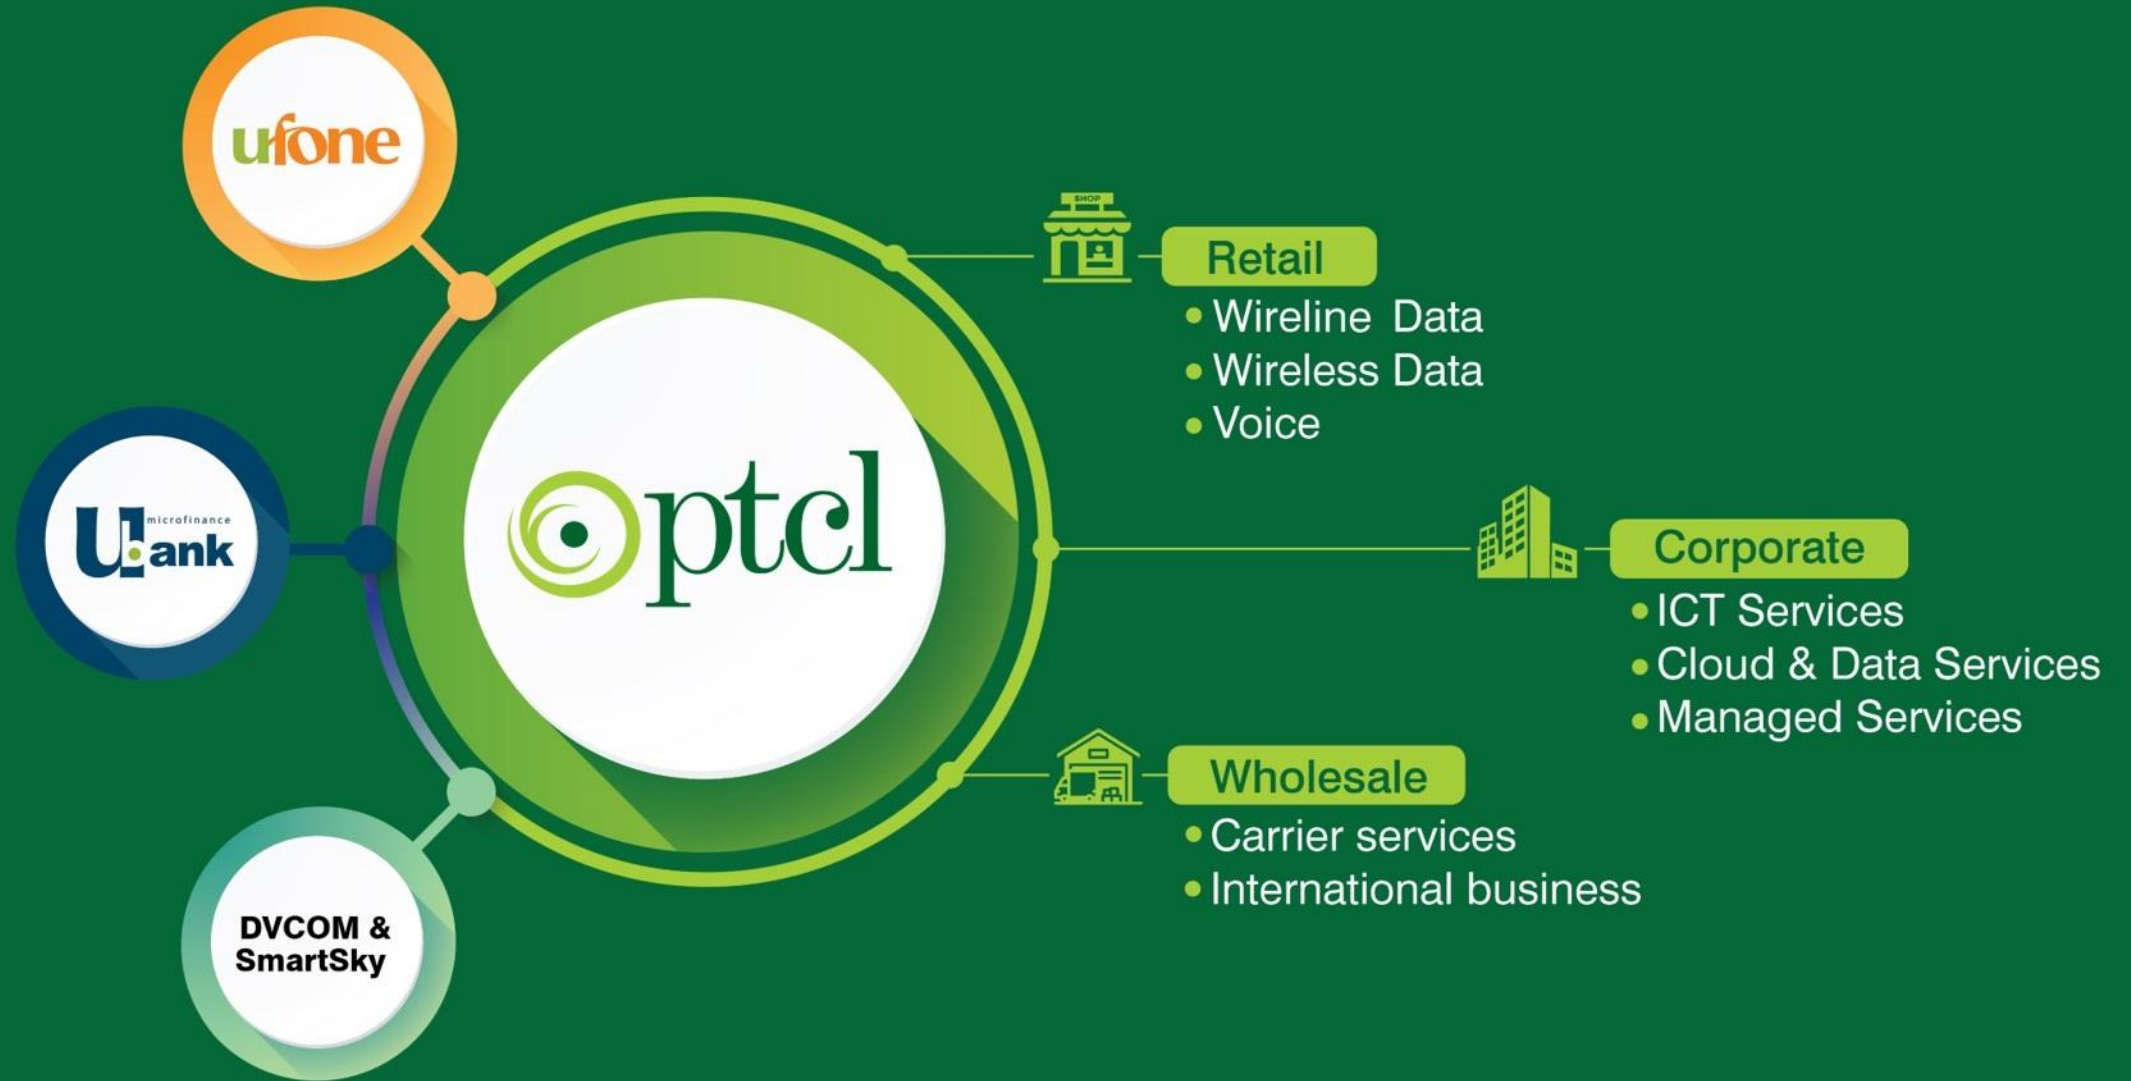 ufone
microfinance
Ubank
DVCOM &
SmartSky
ptcl
SHOP
Retail
Wireline Data
Wireless Data
Voice
Corporate
ICT Services
Cloud & Data Services
Managed Services
Wholesale
Carrier services
International business